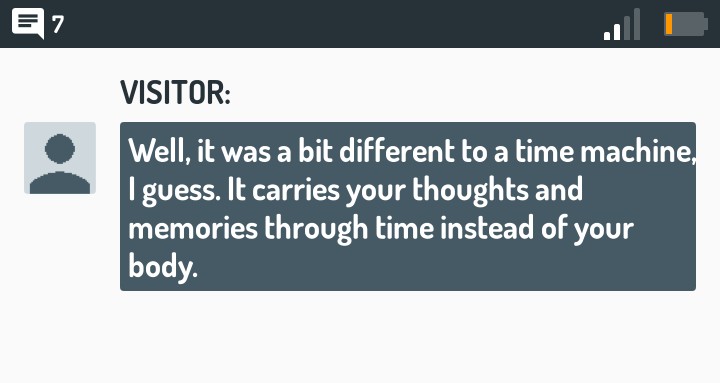 7
VISITOR:
Well, it was a bit different to a time machine,
I guess. It carries your thoughts and
memories through time instead of your
body.